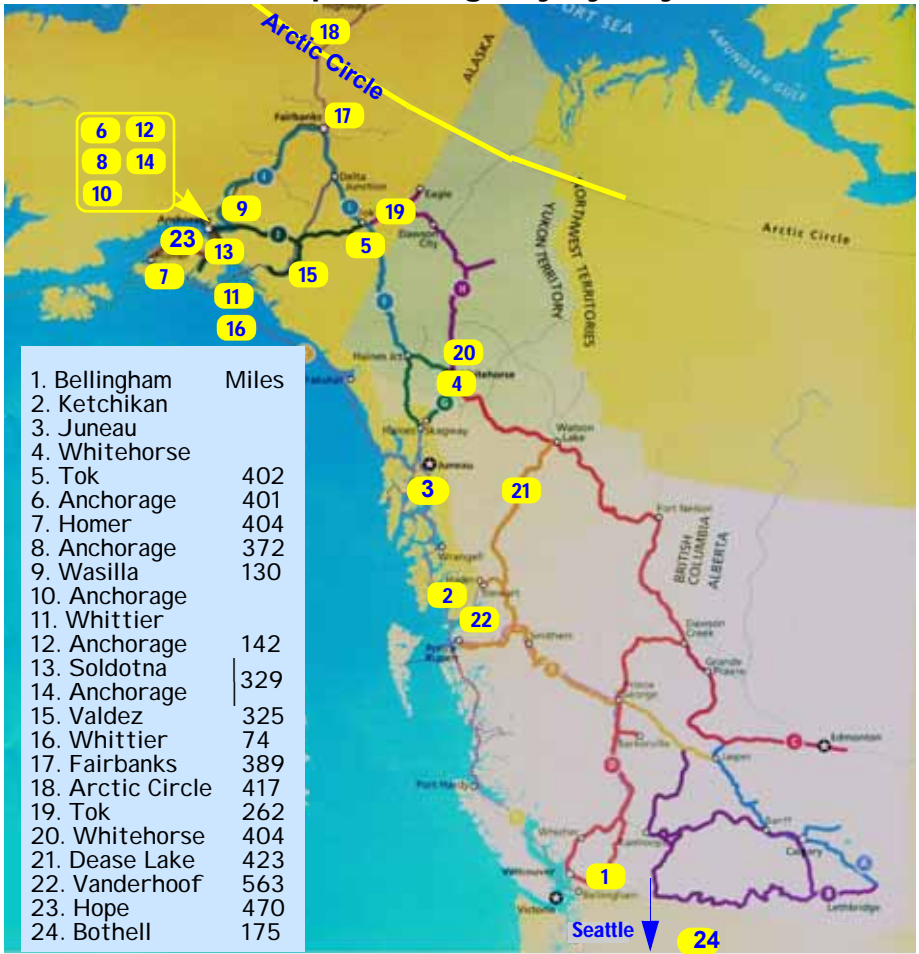 18
Arctic Circle
ORT SEA
AMUNDSEN GULF
ALASKA
Fairbanks
17
6 12
8 14
10
Delta
Junction
Eagle
9
19
Dawson
City
23
13
5
7
15
11
16
NORTHWEST TERRITORIES
YUKON TERRITORY
Arctic Circle
H
20
Haines Jct
4
itehorse
G
Haines
Skagway
Watson
Lake
Juneau
3
21
Fort Nelson
BRITISH
COLUMBIA
ALBERTA
Wrangell
2
Stewart
22
Prince
Rupert
Smithers
Dawson
Creek
Grande
Prairie
Prince
George
Barkerville
C
Edmonton
Jasper
Port Hardy
Whistler
Kamloops
Banff
Calgary
Vancouver
1
Bellingham
Victoria
Lethbridge
Seattle
24
Miles
1. Bellingham
2. Ketchikan
3. Juneau
4. Whitehorse
5. Tok 402
6. Anchorage 401
7. Homer 404
8. Anchorage 372
9. Wasilla 130
10. Anchorage
11. Whittier
12. Anchorage 142
13. Soldotna
14. Anchorage 329
15. Valdez 325
16. Whittier 74
17. Fairbanks 389
18. Arctic Circle 417
19. Tok 262
20. Whitehorse 404
21. Dease Lake 423
22. Vanderhoof 563
23. Hope 470
24. Bothell 175